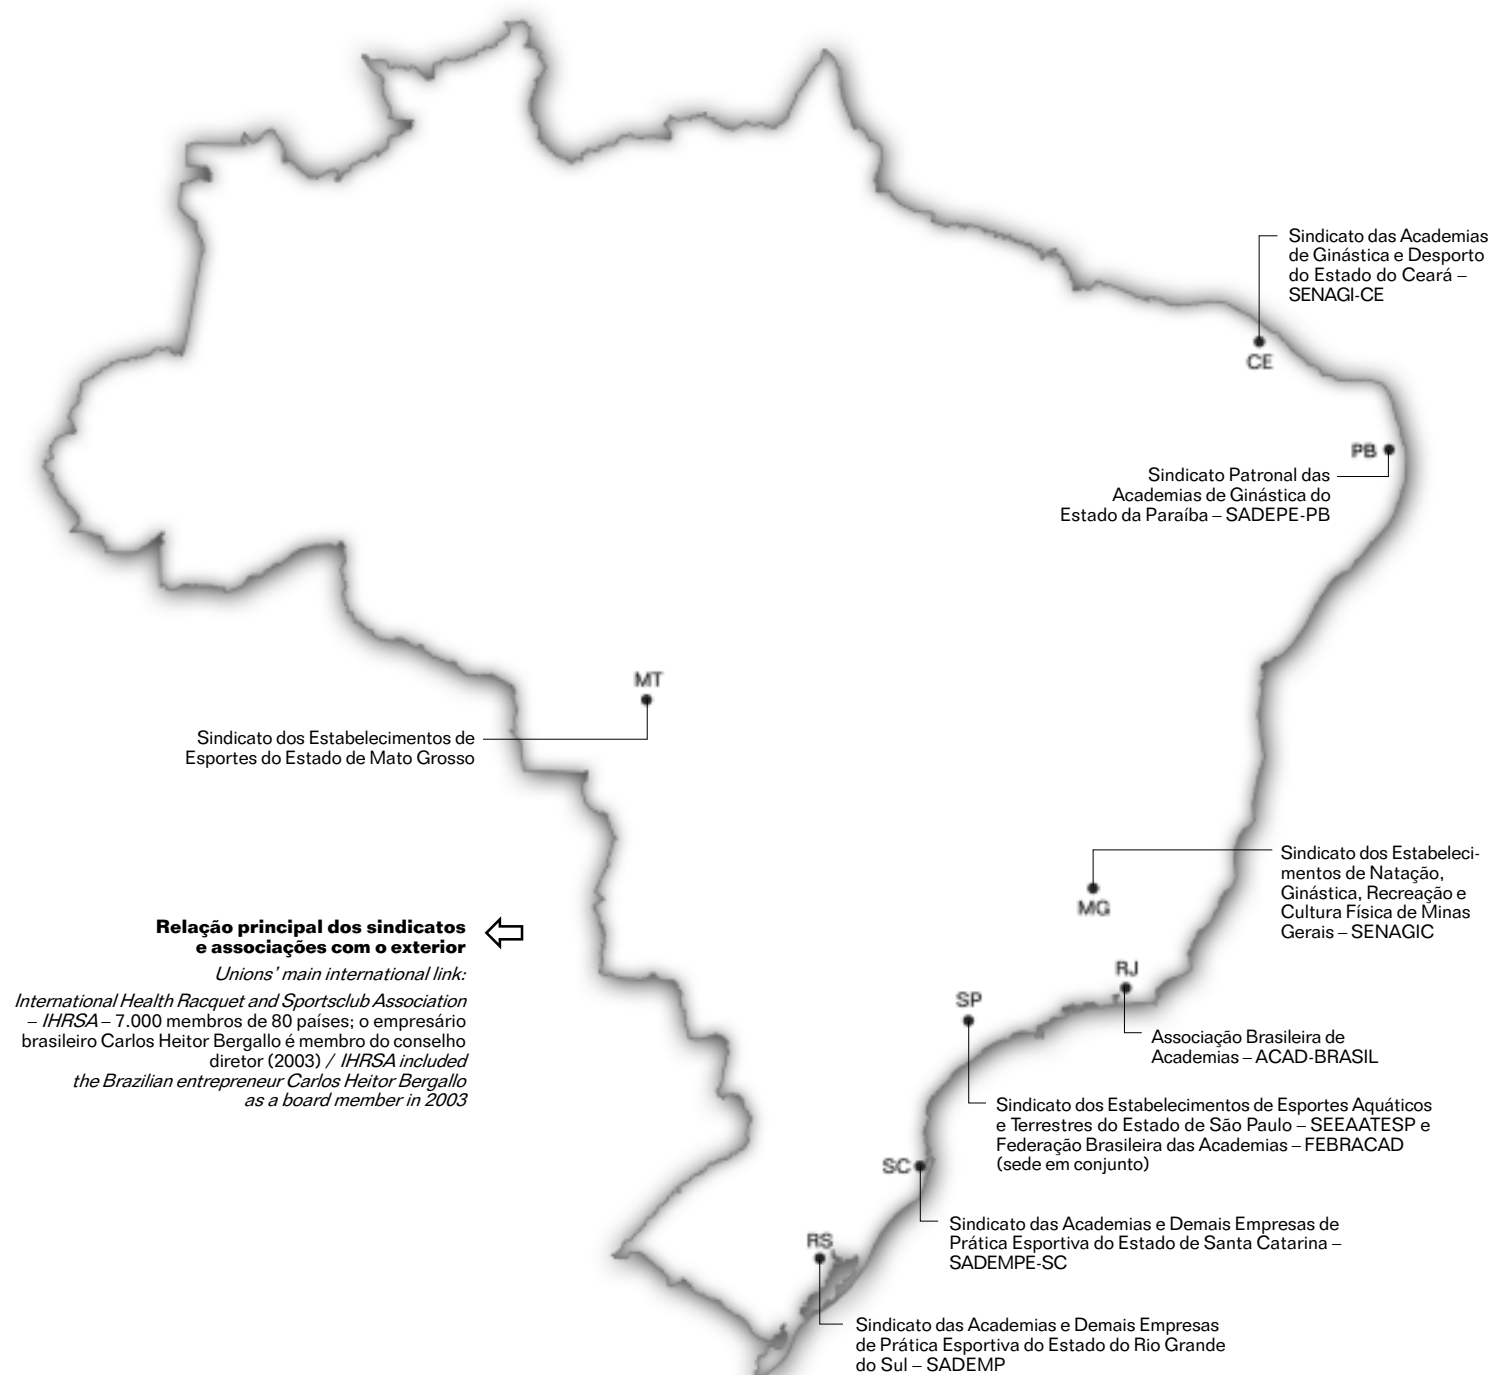 Sindicato das Academias
de Ginástica e Desporto
do Estado do Ceará –
SENAGI-CE
CE
PB
Sindicato Patronal das
Academias de Ginástica do
Estado da Paraíba – SADEPE-PB
MT
Sindicato dos Estabelecimentos de
Esportes do Estado de Mato Grosso
Sindicato dos Estabeleci-
mentos de Natação,
Ginástica, Recreação e
Cultura Física de Minas
Gerais – SENAGIC
MG
Relação principal dos sindicatos
e associações com o exterior
Unions' main international link:
International Health Racquet and Sportsclub Association
– IHRSA – 7.000 membros de 80 países; o empresário
brasileiro Carlos Heitor Bergallo é membro do conselho
diretor (2003) / IHRSA included
the Brazilian entrepreneur Carlos Heitor Bergallo
as a board member in 2003
RJ
Associação Brasileira de
Academias – ACAD-BRASIL
SP
Sindicato dos Estabelecimentos de Esportes Aquáticos
e Terrestres do Estado de São Paulo – SEEAATESP e
Federação Brasileira das Academias – FEBRACAD
(sede em conjunto)
SC
Sindicato das Academias e Demais Empresas de
Prática Esportiva do Estado de Santa Catarina –
SADEMPE-SC
RS
Sindicato das Academias e Demais Empresas
de Prática Esportiva do Estado do Rio Grande
do Sul – SADEMP